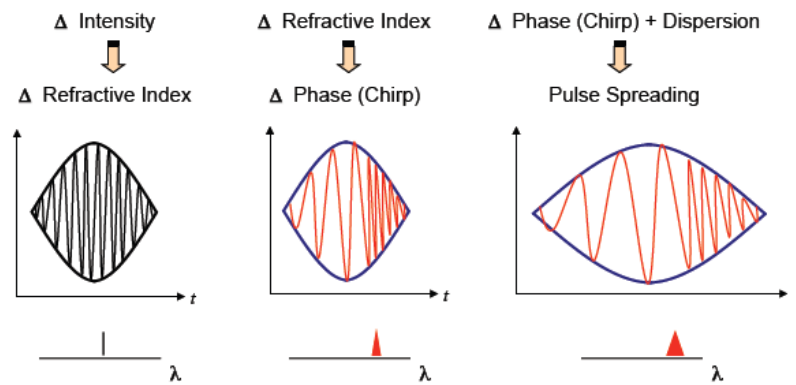 Δ Intensity
Δ Refractive Index
Δ Phase (Chirp) + Dispersion
Δ Refractive Index
Δ Phase (Chirp)
Pulse Spreading
t
t
λ
λ
λ